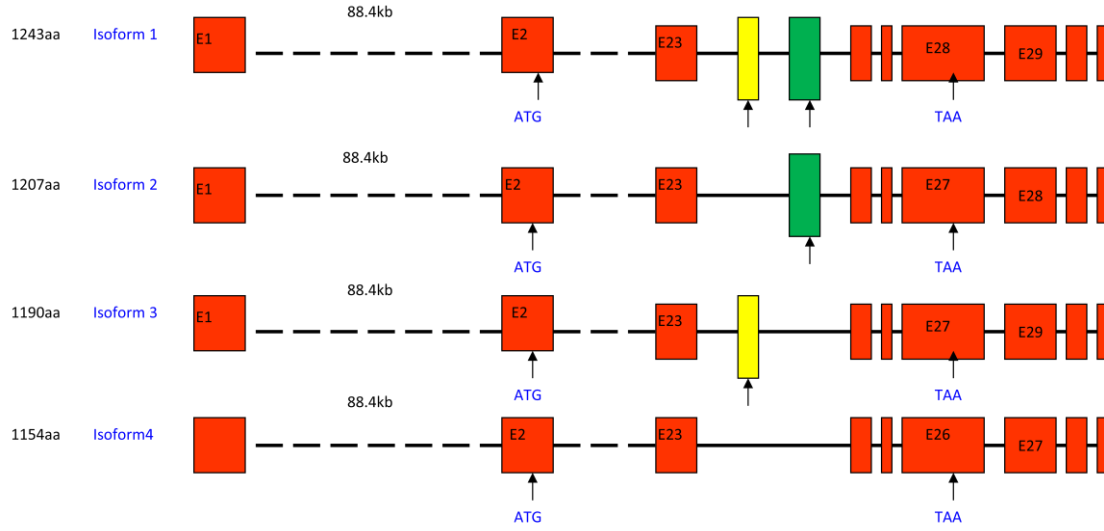 88.4kb
1243aa Isoform 1 E1 E2 E23 E28 E29
ATG TAA
88.4kb
1207aa Isoform 2 E1 E2 E23 E27 E28
ATG TAA
88.4kb
1190aa Isoform 3 E1 E2 E23 E27 E29
ATG TAA
88.4kb
1154aa Isoform4 E2 E23 E26 E27
ATG TAA